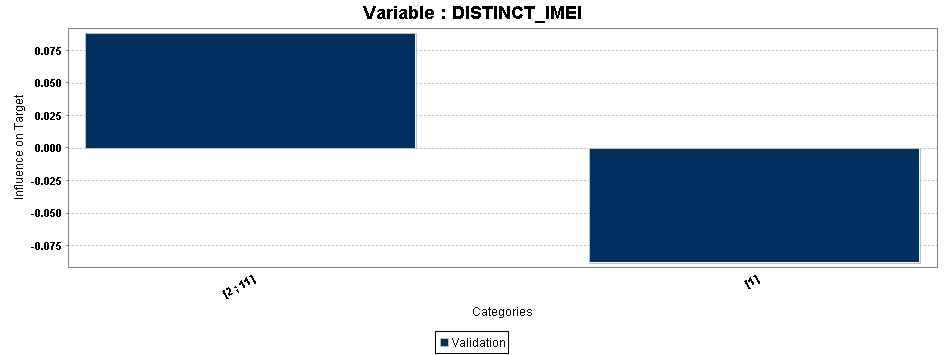 Variable : DISTINCT_IMEI
Influence on Target
0.075
0.050
0.025
0.000
-0.025
-0.050
-0.075
[2 ; 11]
[1]
Categories
Validation